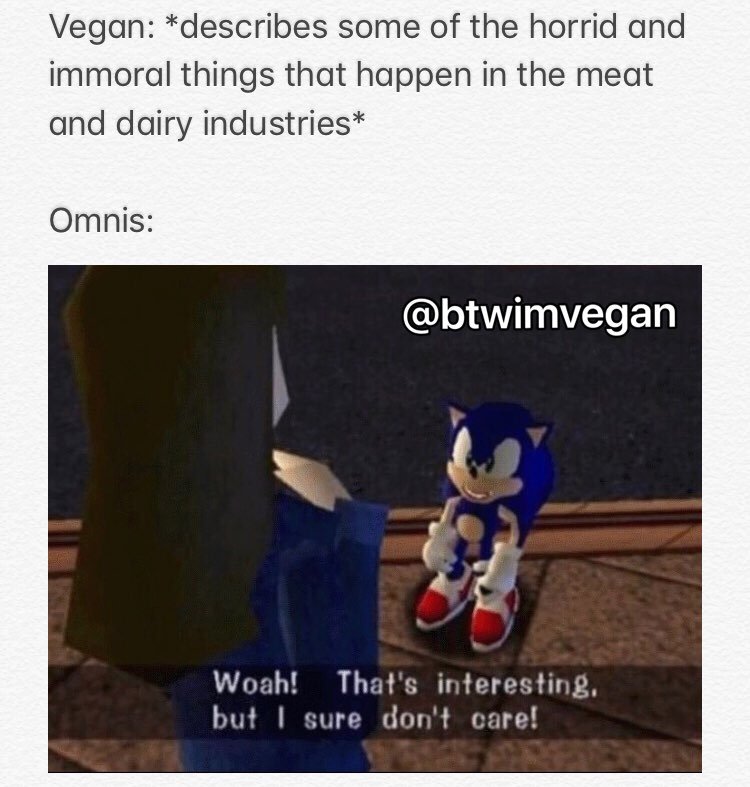 Vegan: *describes some of the horrid and
immoral things that happen in the meat
and dairy industries*
Omnis:
@btwimvegan
Woah! That's interesting,
but I sure don't care!